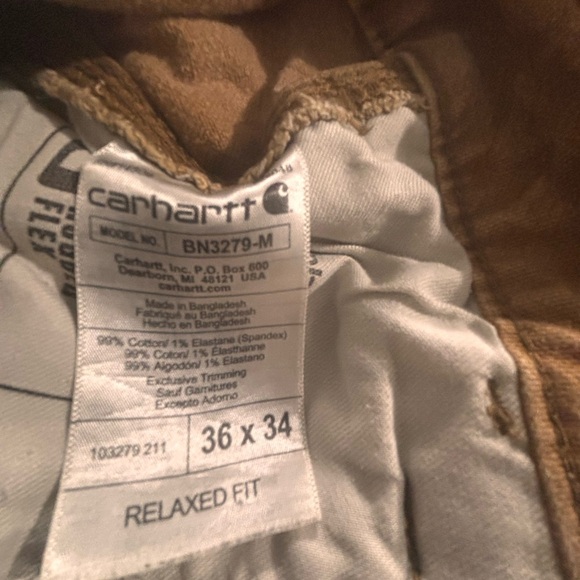 carhartt
MODEL NO. BN3279-M
Carhartt, Inc. P.O. Box 600
Dearborn, MI 48121 USA
carhartt.com
Made in Bangladesh
Fabriqué au Bangladesh
Hecho en Bangladesh
99% Cotton/ 1% Elastane (Spandex)
99% Coton/ 1% Élasthanne
99% Algodón/ 1% Elastano
Exclusive Trimming
Sauf Garnitures
Excepto Adorno
103279 211
36 x 34
RELAXED FIT
FLEX